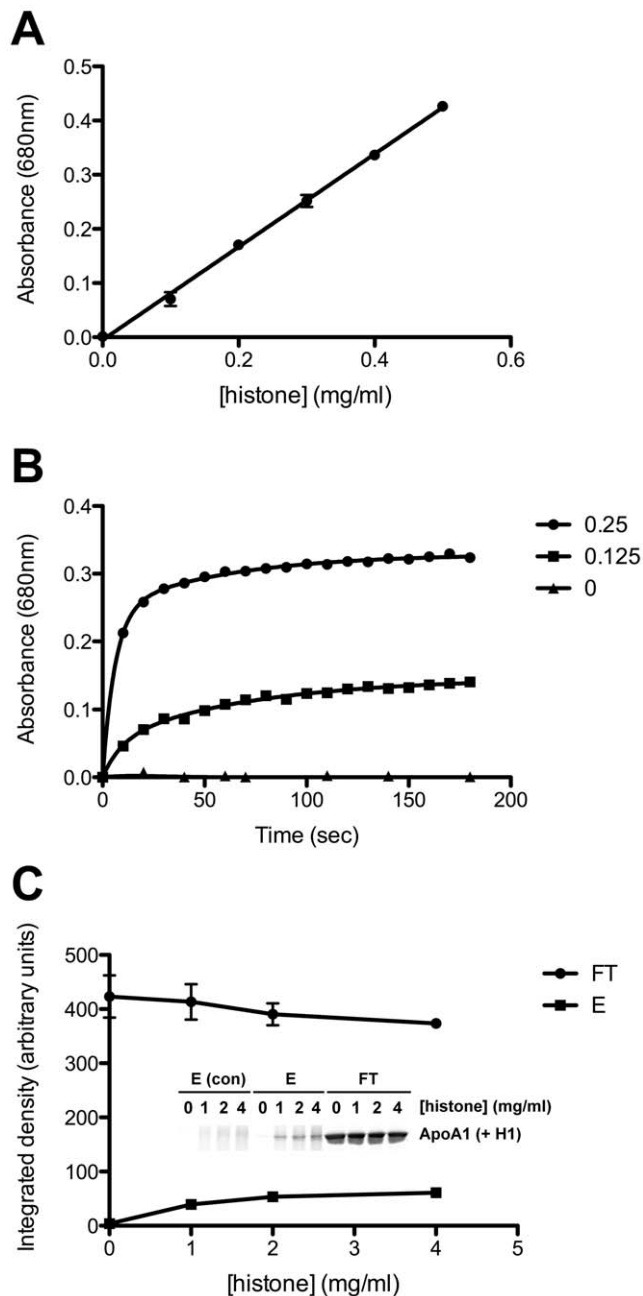 A
Absorbance (680nm)
0.5
0.4
0.3
0.2
0.1
0.0
0.0 0.2 0.4 0.6
[histone] (mg/ml)
B
Absorbance (680nm)
0.4
0.3
0.2
0.1
0.0
0 50 100 150 200
Time (sec)
0.25
0.125
0
C
Integrated density (arbitrary units)
500
400
300
200
100
0
E (con) E FT
0 1 2 4 0 1 2 4 0 1 2 4 [histone] (mg/ml)
ApoA1 (+ H1)
0 1 2 3 4 5
[histone] (mg/ml)
FT
E